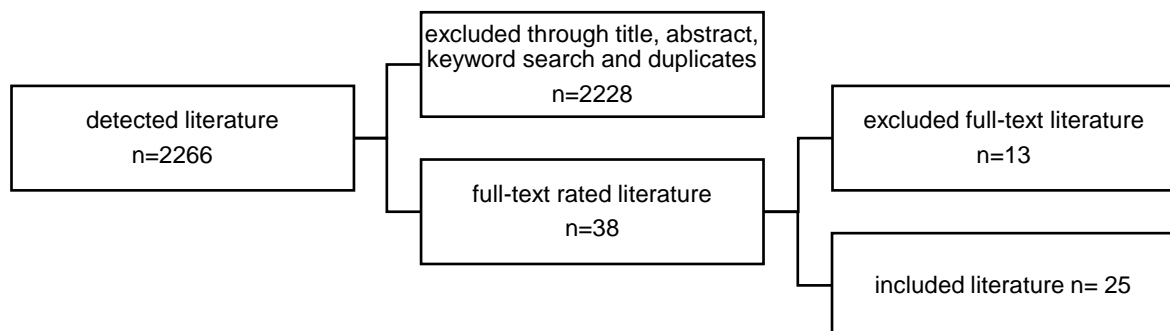 detected literature
n=2266
excluded through title, abstract,
keyword search and duplicates
n=2228
full-text rated literature
n=38
excluded full-text literature
n=13
included literature n= 25